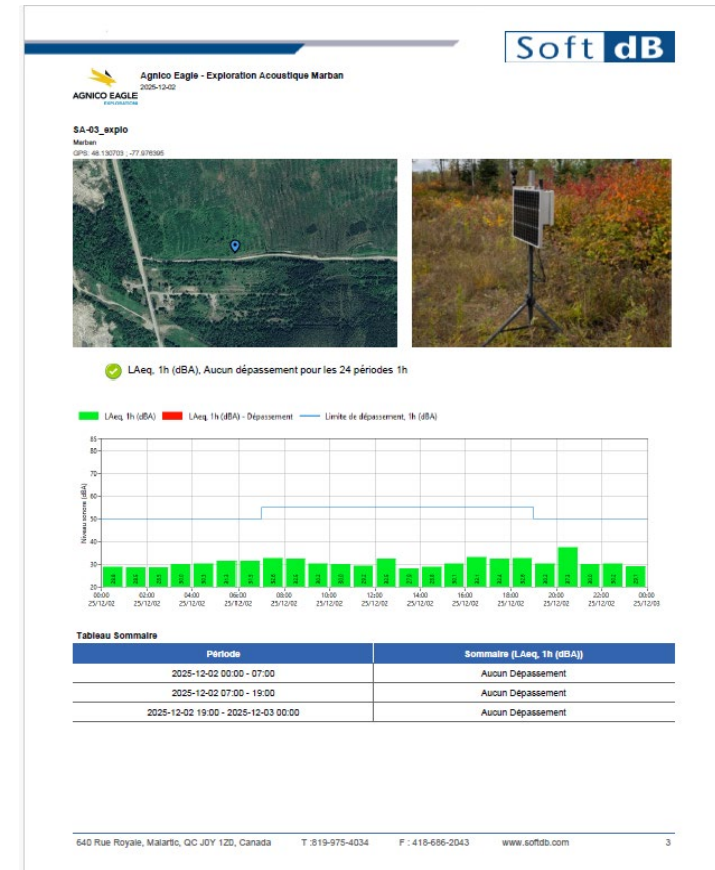 Soft dB
Agnico Eagle - Exploration Acoustique Marban
2025-12-02
AGNICO EAGLE
EXPLORATION
SA-03_explo
Marban
GPS: 48.130703 ; -77.976395
LAeq, 1h (dBA), Aucun dépassement pour les 24 périodes 1h
LAeq, 1h (dBA) LAeq, 1h (dBA) - Dépassement Limite de dépassement, 1h (dBA)
Niveau sonore (dBA)
85
80
70
60
50
40
30
20
00:00 02:00 04:00 06:00 08:00 10:00 12:00 14:00 16:00 18:00 20:00 22:00 00:00
25/12/02 25/12/02 25/12/02 25/12/02 25/12/02 25/12/02 25/12/02 25/12/02 25/12/02 25/12/02 25/12/02 25/12/02 25/12/03
Tableau Sommaire
Période Sommaire (LAeq, 1h (dBA))
2025-12-02 00:00 - 07:00 Aucun Dépassement
2025-12-02 07:00 - 19:00 Aucun Dépassement
2025-12-02 19:00 - 2025-12-03 00:00 Aucun Dépassement
640 Rue Royale, Malartic, QC J0Y 1Z0, Canada T :819-975-4034 F : 418-686-2043 www.softdb.com 3